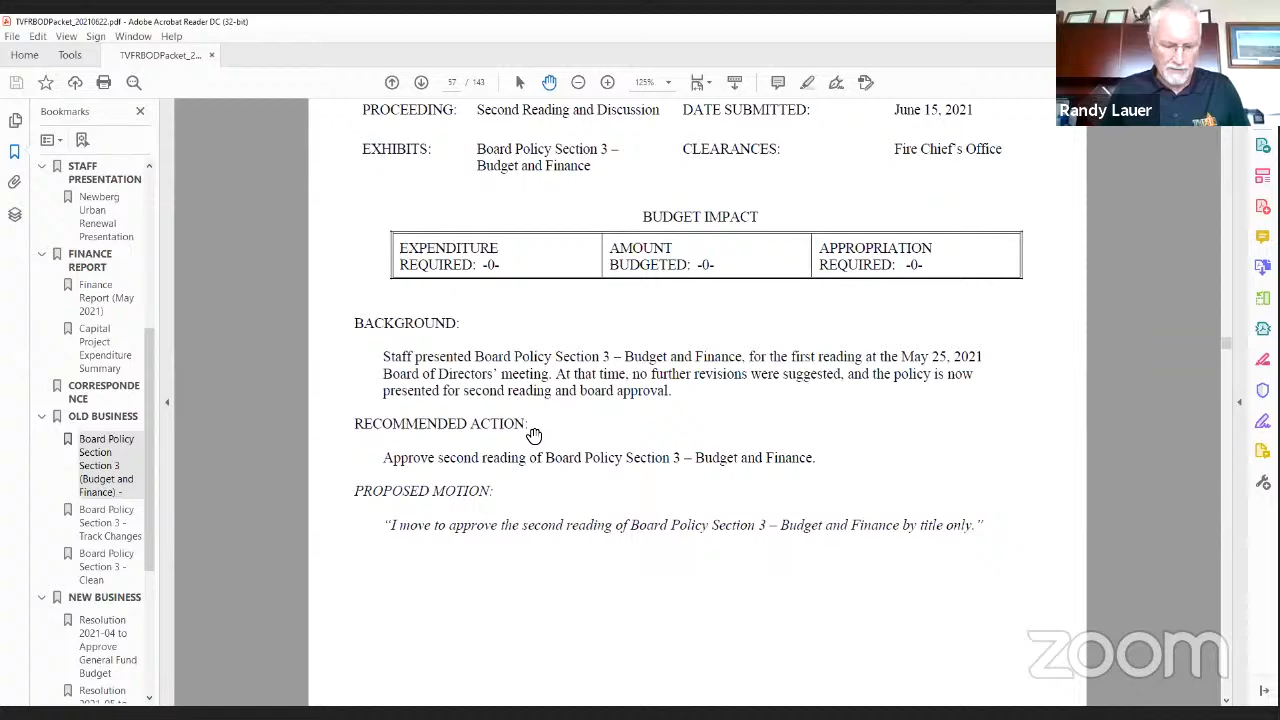 TVFRBODPacket_20210622.pdf - Adobe Acrobat Reader DC (32-bit)
File Edit View Sign Window Help
Home Tools TVFRBODPacket_2... ×
57 / 143 125%
Bookmarks
STAFF
PRESENTATION
Newberg
Urban
Renewal
Presentation
FINANCE
REPORT
Finance
Report (May
2021)
Capital
Project
Expenditure
Summary
CORRESPONDE
NCE
OLD BUSINESS
Board Policy
Section
Section 3
(Budget and
Finance) -
Board Policy
Section 3 -
Track Changes
Board Policy
Section 3 -
Clean
NEW BUSINESS
Resolution
2021-04 to
Approve
General Fund
Budget
Resolution
2021-05 to
PROCEEDING: Second Reading and Discussion DATE SUBMITTED: June 15, 2021
EXHIBITS: Board Policy Section 3 – CLEARANCES: Fire Chief's Office
Budget and Finance
BUDGET IMPACT
EXPENDITURE AMOUNT APPROPRIATION
REQUIRED: -0- BUDGETED: -0- REQUIRED: -0-
BACKGROUND:
Staff presented Board Policy Section 3 – Budget and Finance, for the first reading at the May 25, 2021
Board of Directors' meeting. At that time, no further revisions were suggested, and the policy is now
presented for second reading and board approval.
RECOMMENDED ACTION:
Approve second reading of Board Policy Section 3 – Budget and Finance.
PROPOSED MOTION:
“I move to approve the second reading of Board Policy Section 3 – Budget and Finance by title only.”
Randy Lauer
zoom